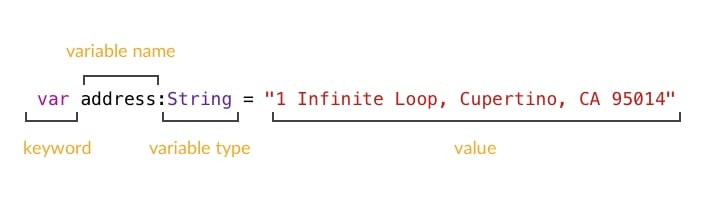 variable name
var address:String = "1 Infinite Loop, Cupertino, CA 95014"
keyword variable type value